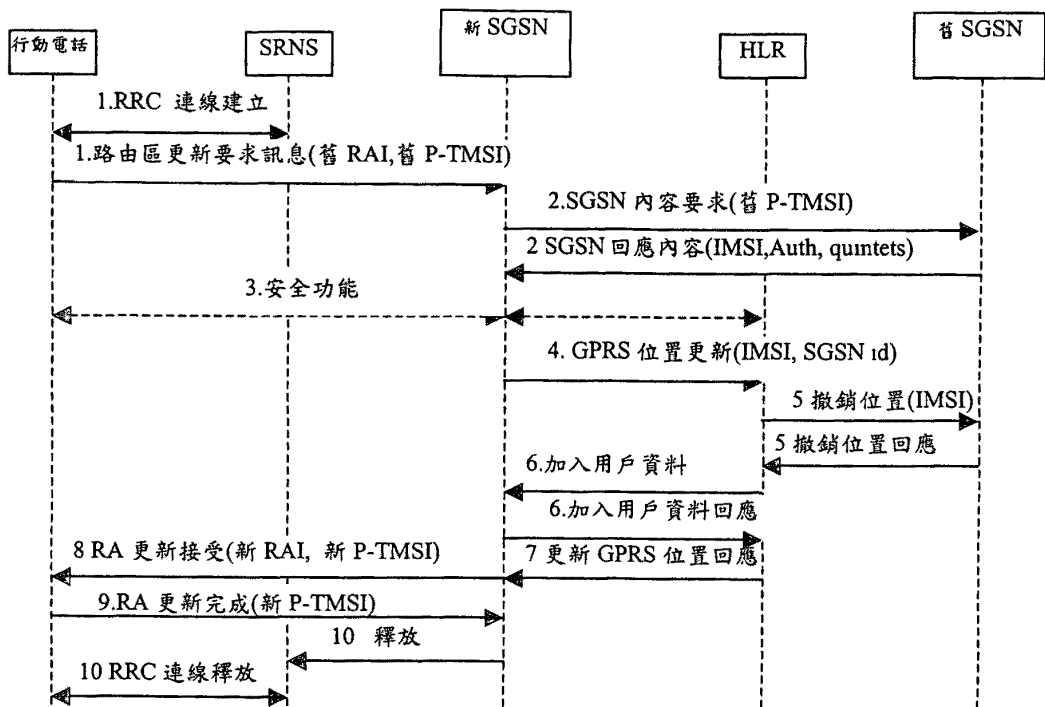 行動電話
SRNS
新 SGSN
HLR
舊 SGSN
1.RRC 連線建立
1.路由區更新要求訊息(舊 RAI,舊 P-TMSI)
2.SGSN 內容要求(舊 P-TMSI)
2 SGSN 回應內容(IMSI,Auth, quintets)
3.安全功能
4. GPRS 位置更新(IMSI, SGSN id)
5 撤銷位置(IMSI)
5 撤銷位置回應
6.加入用戶資料
6.加入用戶資料回應
8 RA 更新接受(新 RAI, 新 P-TMSI)
7 更新 GPRS 位置回應
9.RA 更新完成(新 P-TMSI)
10 釋放
10 RRC 連線釋放